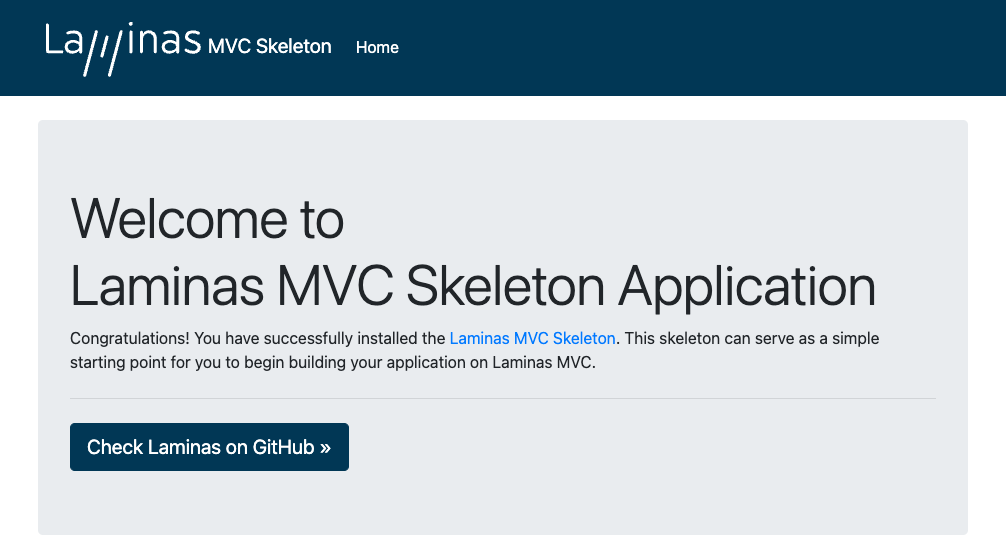 Laminas MVC Skeleton Home
Welcome to
Laminas MVC Skeleton Application
Congratulations! You have successfully installed the Laminas MVC Skeleton. This skeleton can serve as a simple
starting point for you to begin building your application on Laminas MVC.
Check Laminas on GitHub »